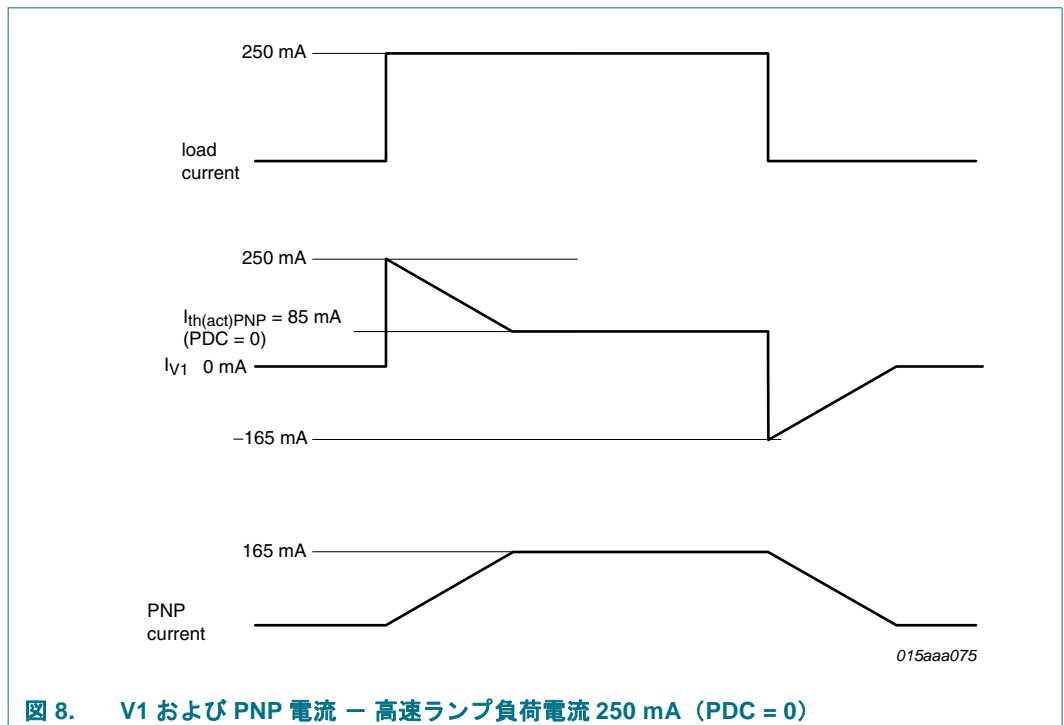 250 mA
load
current
250 mA
Ith(act)PNP = 85 mA
(PDC = 0)
IV1 0 mA
−165 mA
165 mA
PNP
current
015aaa075
図 8. V1 および PNP 電流 − 高速ランプ負荷電流 250 mA（PDC = 0）